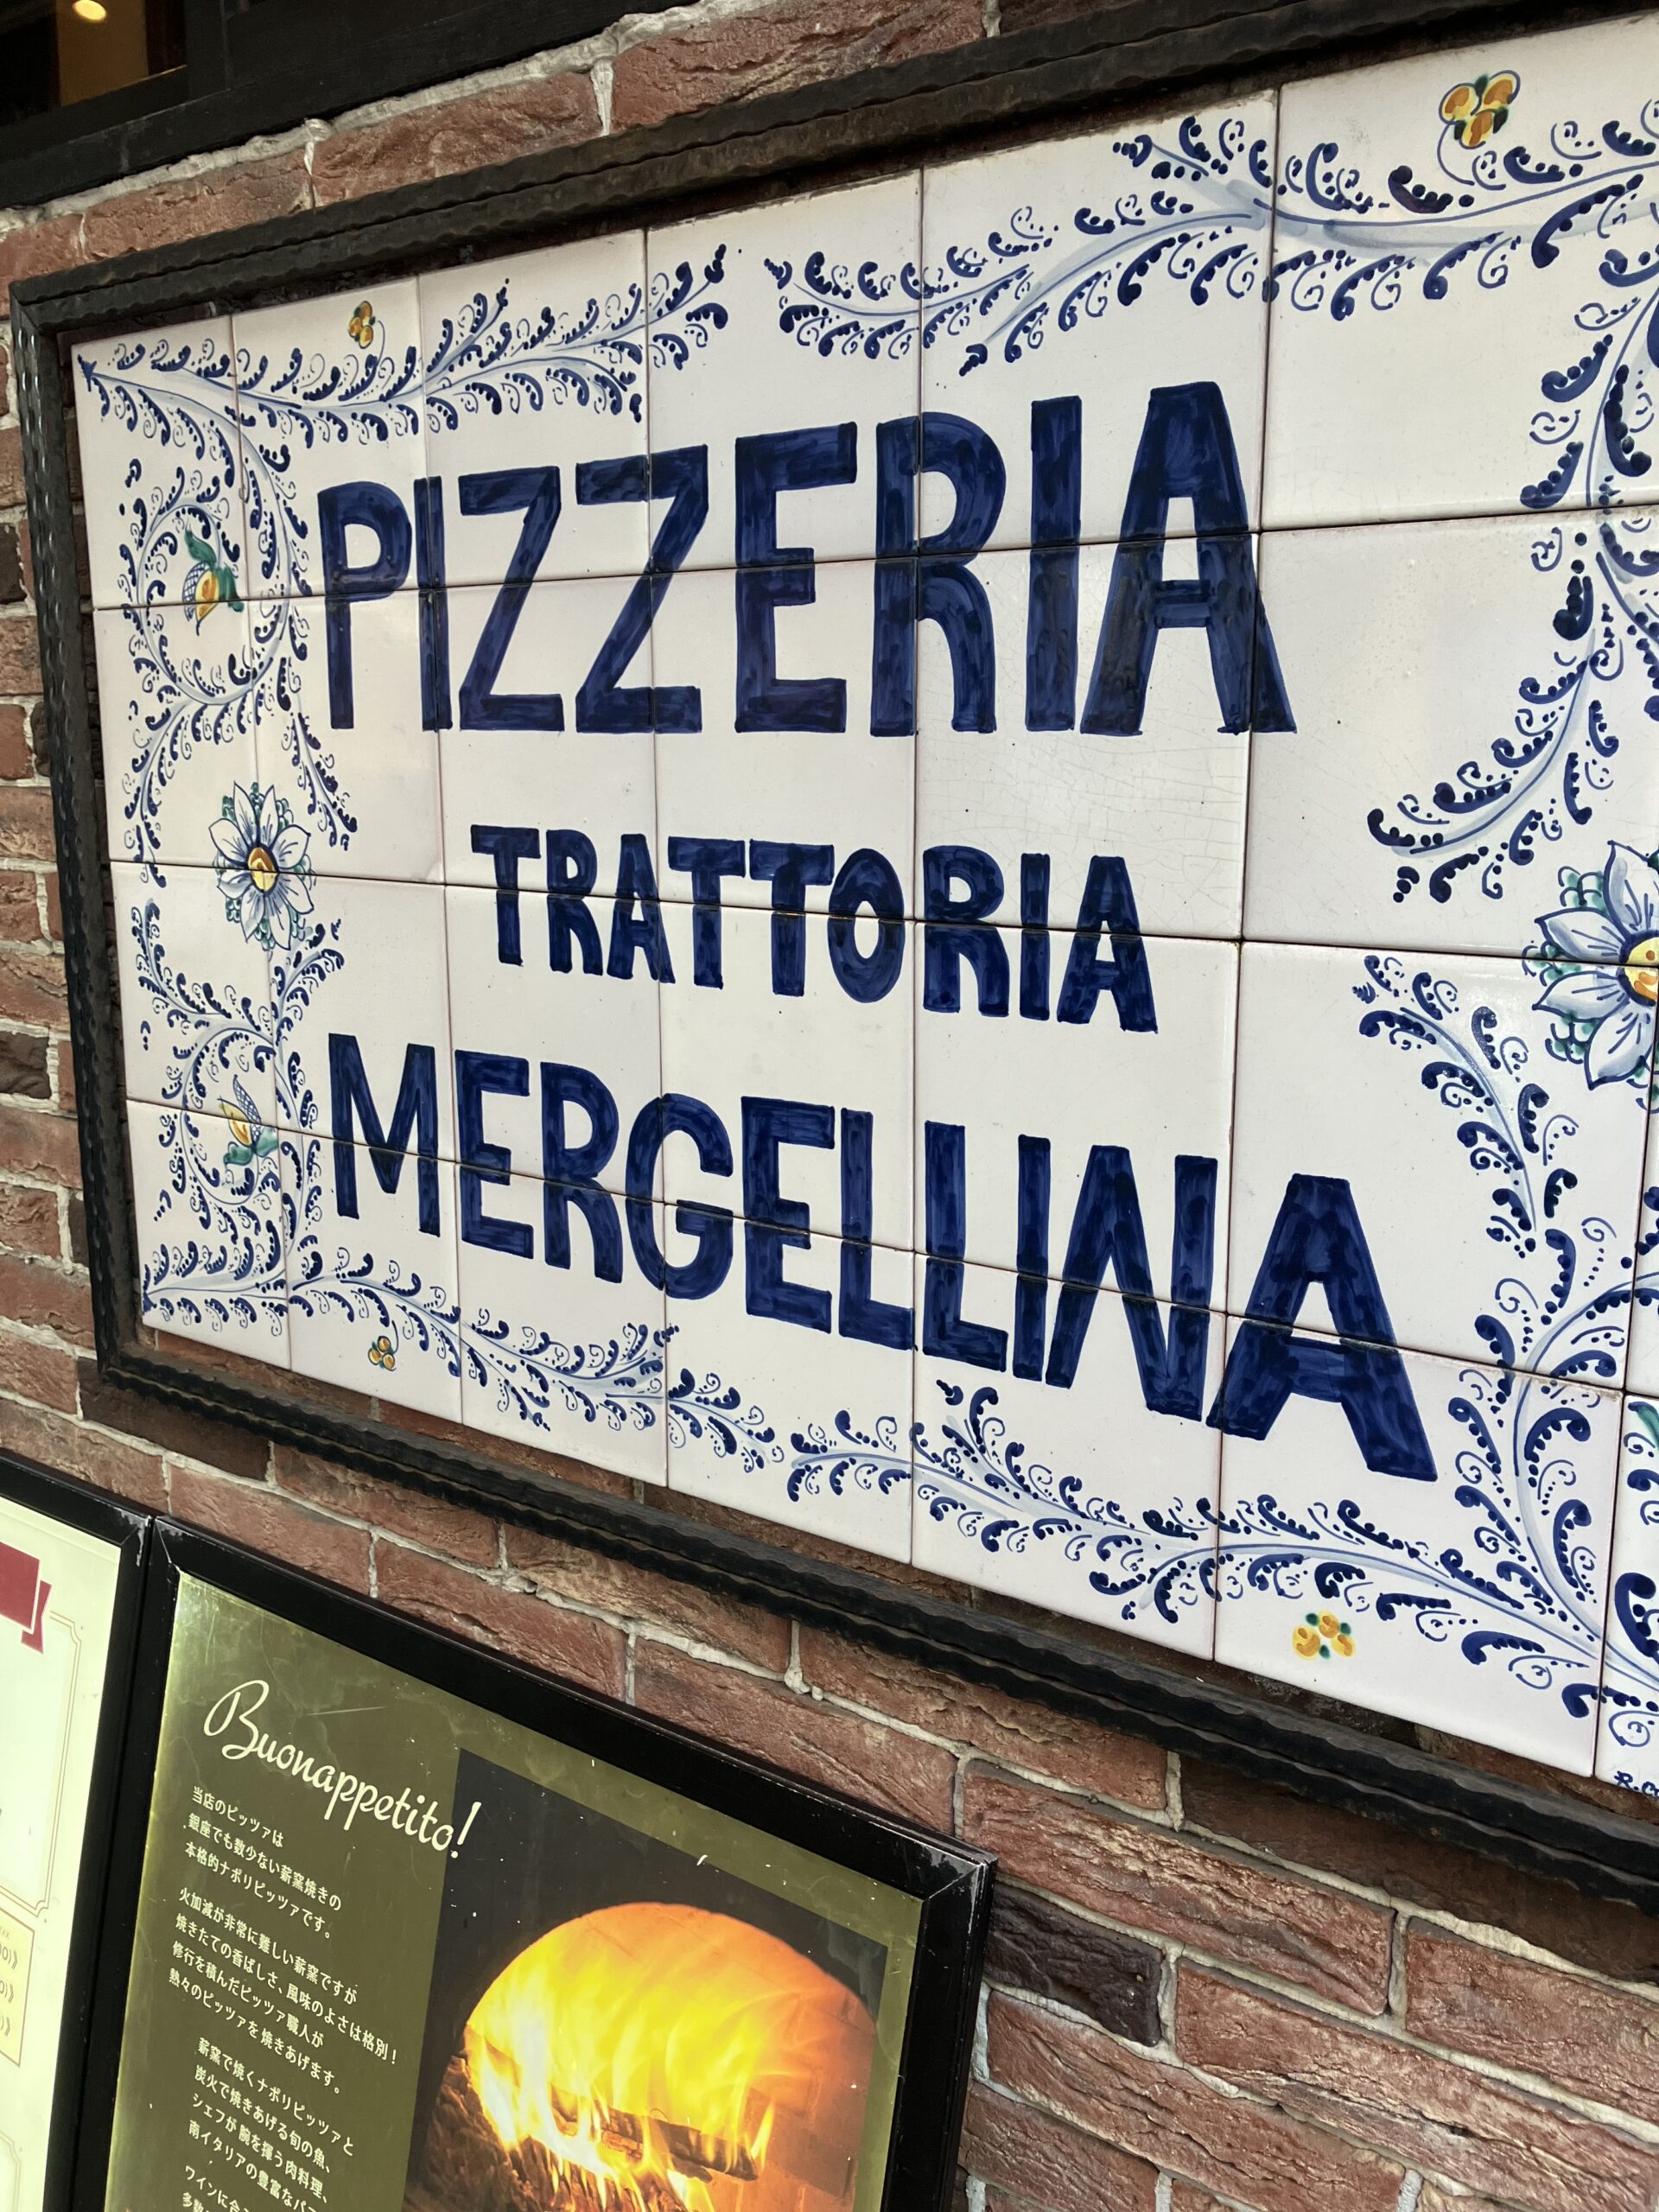 PIZZERIA
TRATTORIA
MERGELLINA
Buonappetito!
当店のピッツァは
銀座でも数少ない薪窯焼きの
本格的ナポリピッツァです。
火加減が非常に難しい薪窯ですが
焼きたての香ばしさ、風味のよさは格別!
修行を積んだピッツァ職人が
熱々のピッツァを焼きあげます。
薪窯で焼くナポリピッツァと
炭火で焼きあげる旬の魚、
シェフが腕を揮う肉料理、
南イタリアの豊富な
ワインに